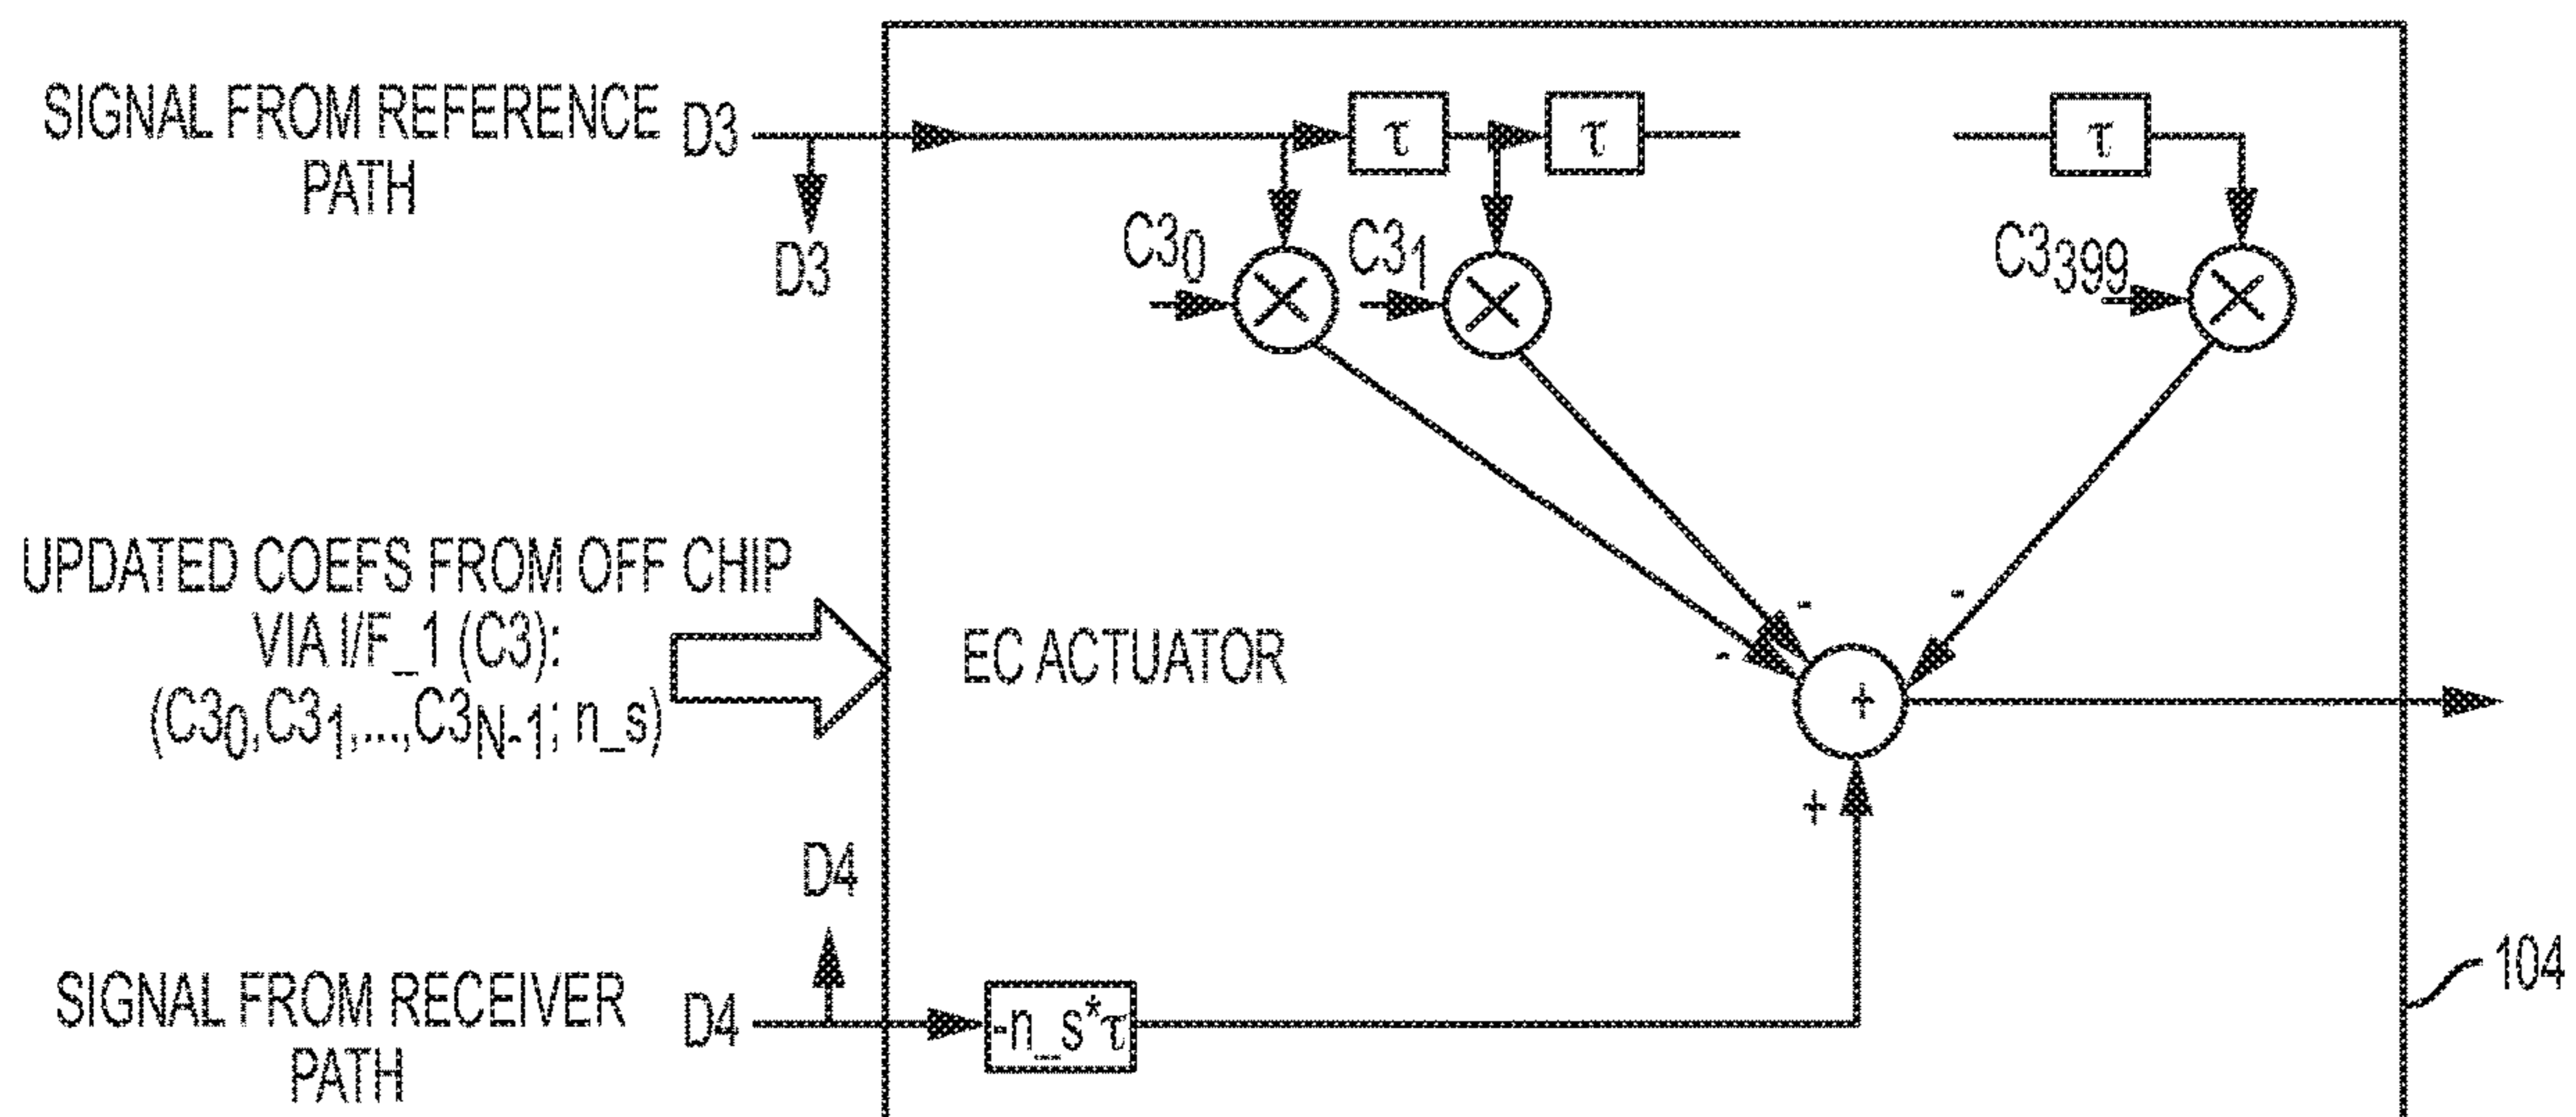 SIGNAL FROM REFERENCE
PATH
D3
D3
τ
τ
τ
C3₀
C3₁
C3₃₉₉
UPDATED COEFS FROM OFF CHIP
VIA I/F_1 (C3):
(C3₀,C3₁,...,C3N-1; n_s)
EC ACTUATOR
-
-
-
+
+
D4
SIGNAL FROM RECEIVER
PATH
D4
-n_s*τ
104